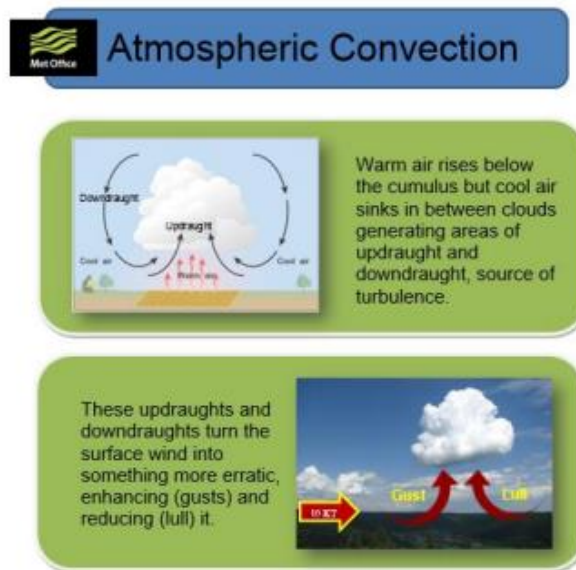 Met Office
Atmospheric Convection
Downdraught
Updraught
Cool air
Cool air
Warm air
Warm air rises below
the cumulus but cool air
sinks in between clouds
generating areas of
updraught and
downdraught, source of
turbulence.
These updraughts and
downdraughts turn the
surface wind into
something more erratic,
enhancing (gusts) and
reducing (lull) it.
Gust
Lull
10 KT